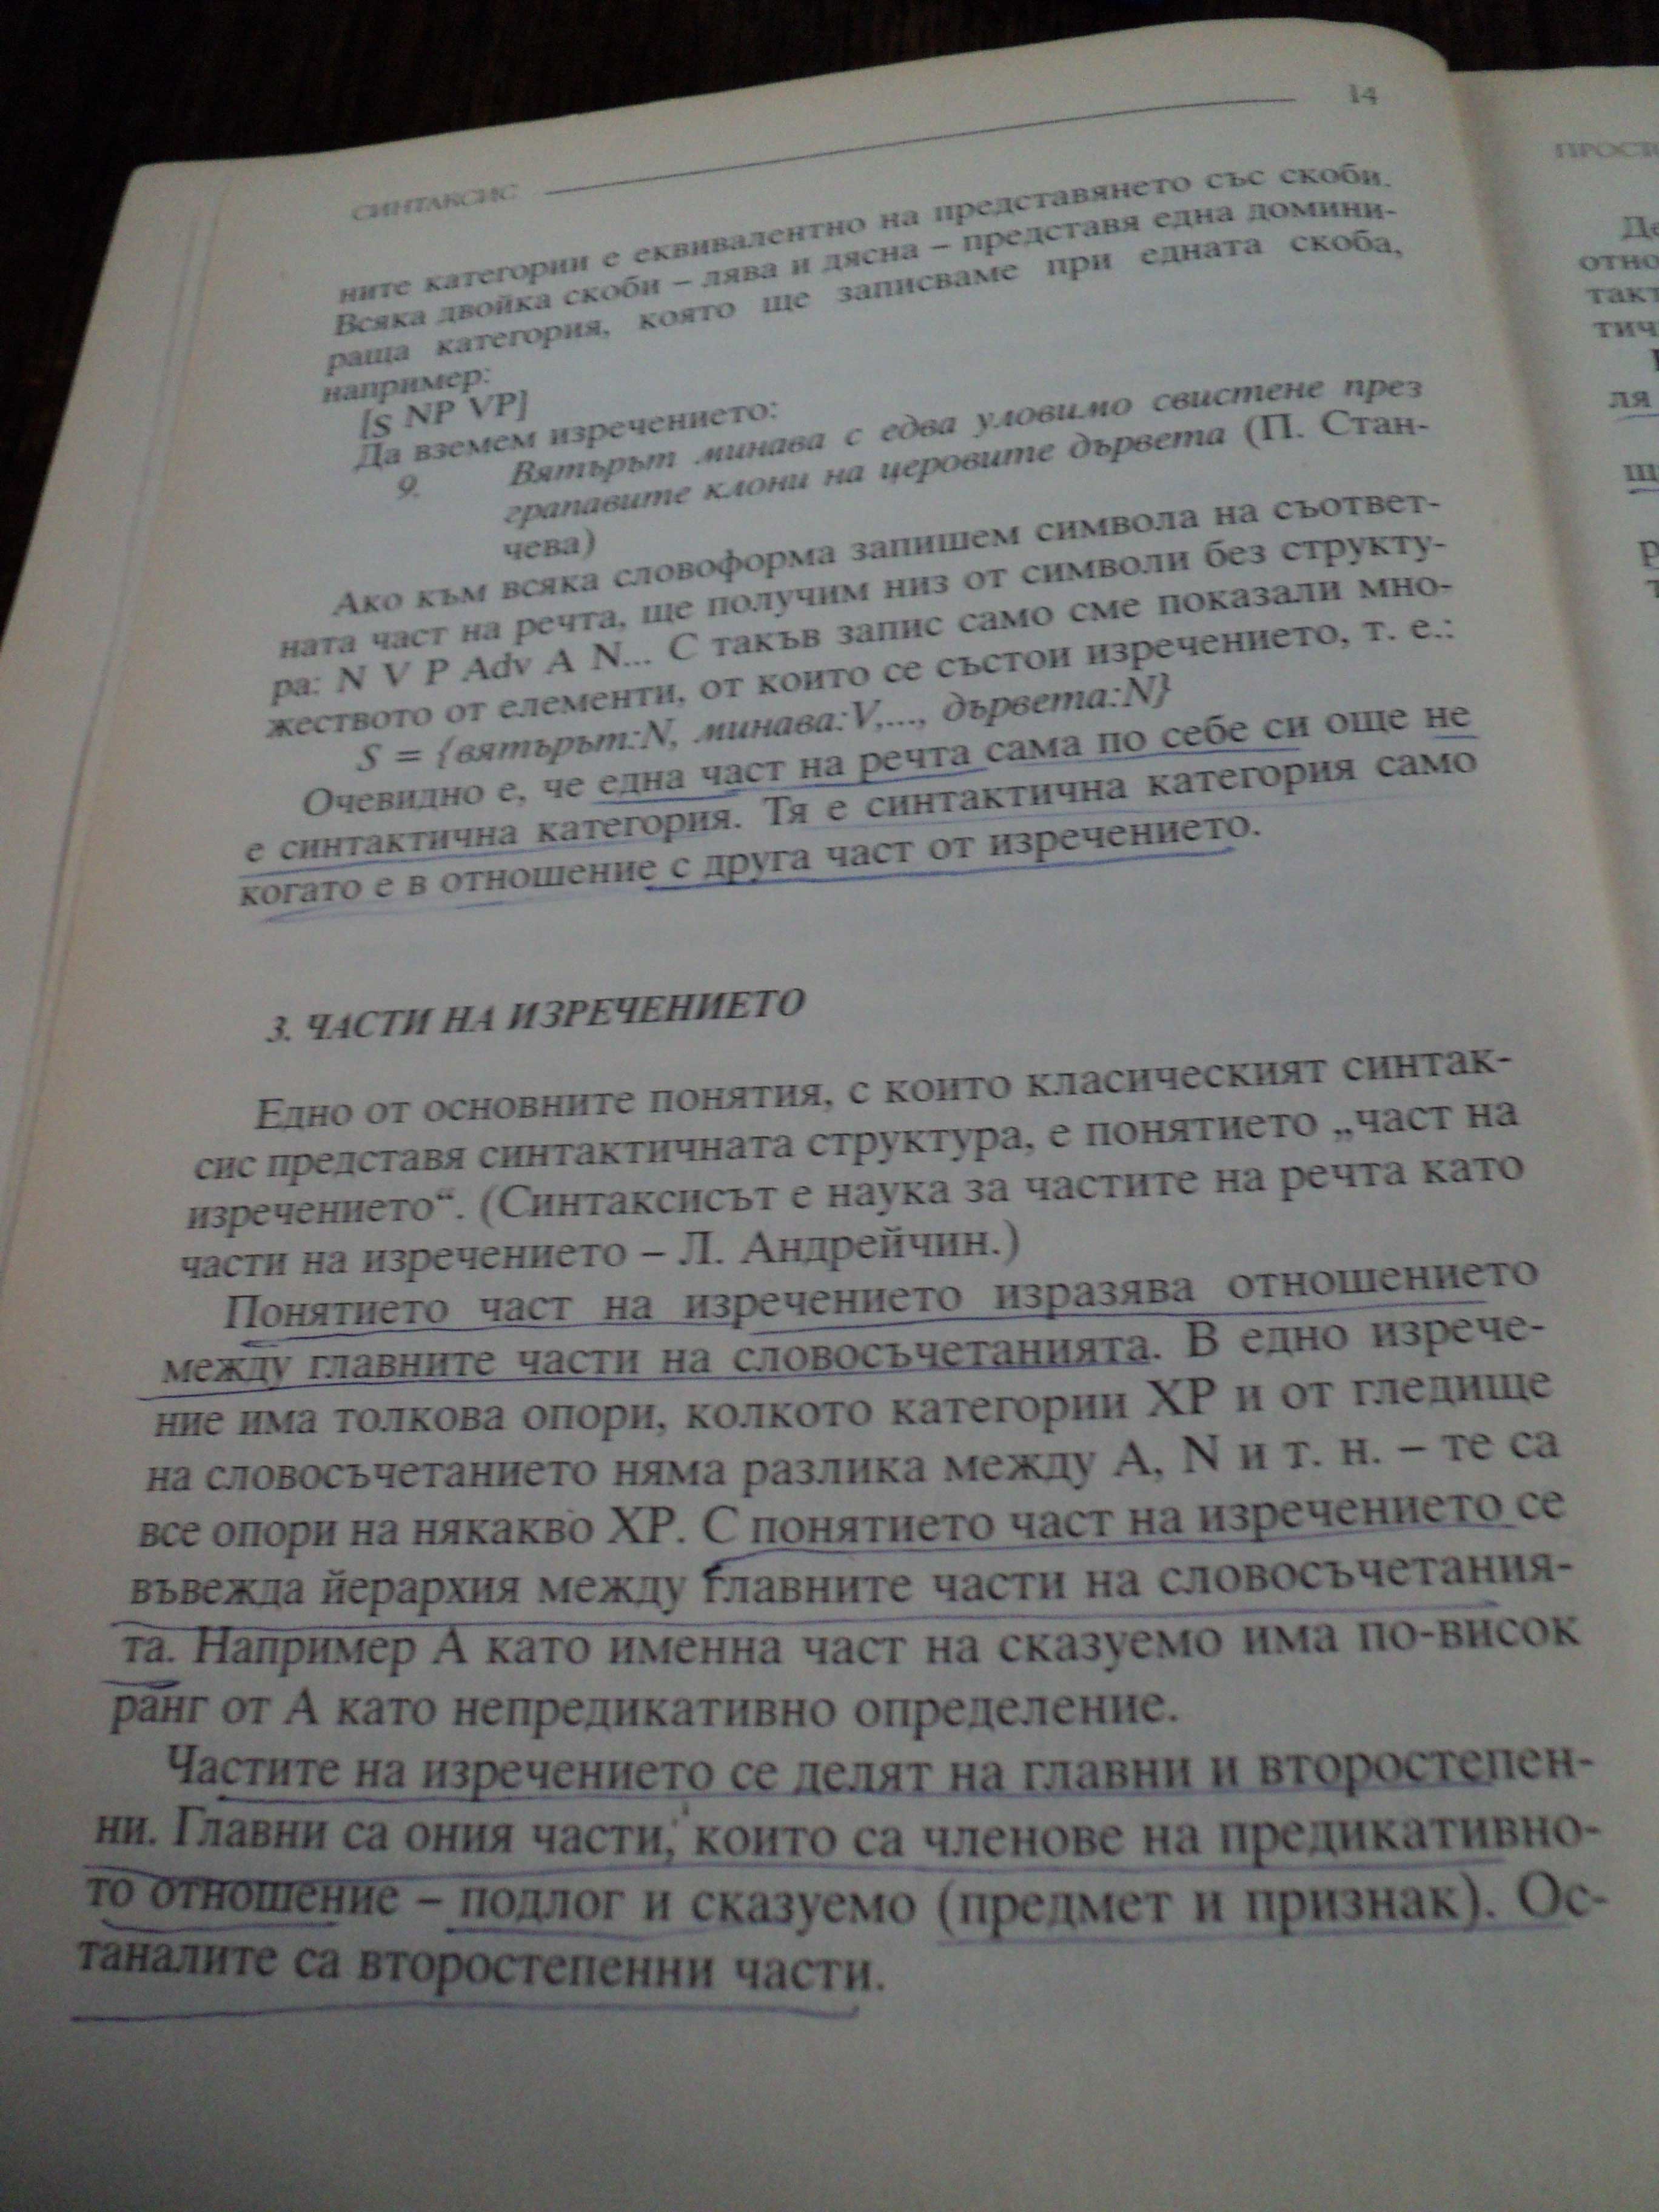 14
СИНТАКСИС
ните категории е еквивалентно на представянето със скоби.
Всяка двойка скоби – лява и дясна – представя една домини-
раща категория, която ще записваме при едната скоба,
например:
[S NP VP]
Да вземем изречението:
9. Вятърът минава с едва уловимо свистене през
грапавите клони на церовите дървета (П. Стан-
чева)
Ако към всяка словоформа запишем символа на съответ-
ната част на речта, ще получим низ от символи без структу-
ра: N V P Adv A N... С такъв запис само сме показали мно-
жеството от елементи, от които се състои изречението, т. е.:
S = {вятърът:N, минава:V,..., дървета:N}
Очевидно е, че една част на речта сама по себе си още не
е синтактична категория. Тя е синтактична категория само
когато е в отношение с друга част от изречението.
3. ЧАСТИ НА ИЗРЕЧЕНИЕТО
Едно от основните понятия, с които класическият синтак-
сис представя синтактичната структура, е понятието „част на
изречението“. (Синтаксисът е наука за частите на речта като
части на изречението – Л. Андрейчин.)
Понятието част на изречението изразява отношението
между главните части на словосъчетанията. В едно изрече-
ние има толкова опори, колкото категории XP и от гледище
на словосъчетанието няма разлика между A, N и т. н. – те са
все опори на някакво XP. С понятието част на изречението се
въвежда йерархия между главните части на словосъчетания-
та. Например A като именна част на сказуемо има по-висок
ранг от A като непредикативно определение.
Частите на изречението се делят на главни и второстепен-
ни. Главни са ония части, които са членове на предикативно-
то отношение – подлог и сказуемо (предмет и признак). Ос-
таналите са второстепенни части.
отно
такт
тич
ля